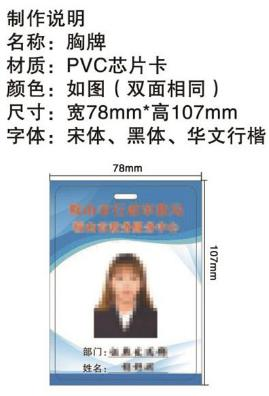 制作说明
名称：胸牌
材质：PVC芯片卡
颜色：如图（双面相同）
尺寸：宽78mm*高107mm
字体：宋体、黑体、华文行楷
78mm
107mm
部门：
姓名：